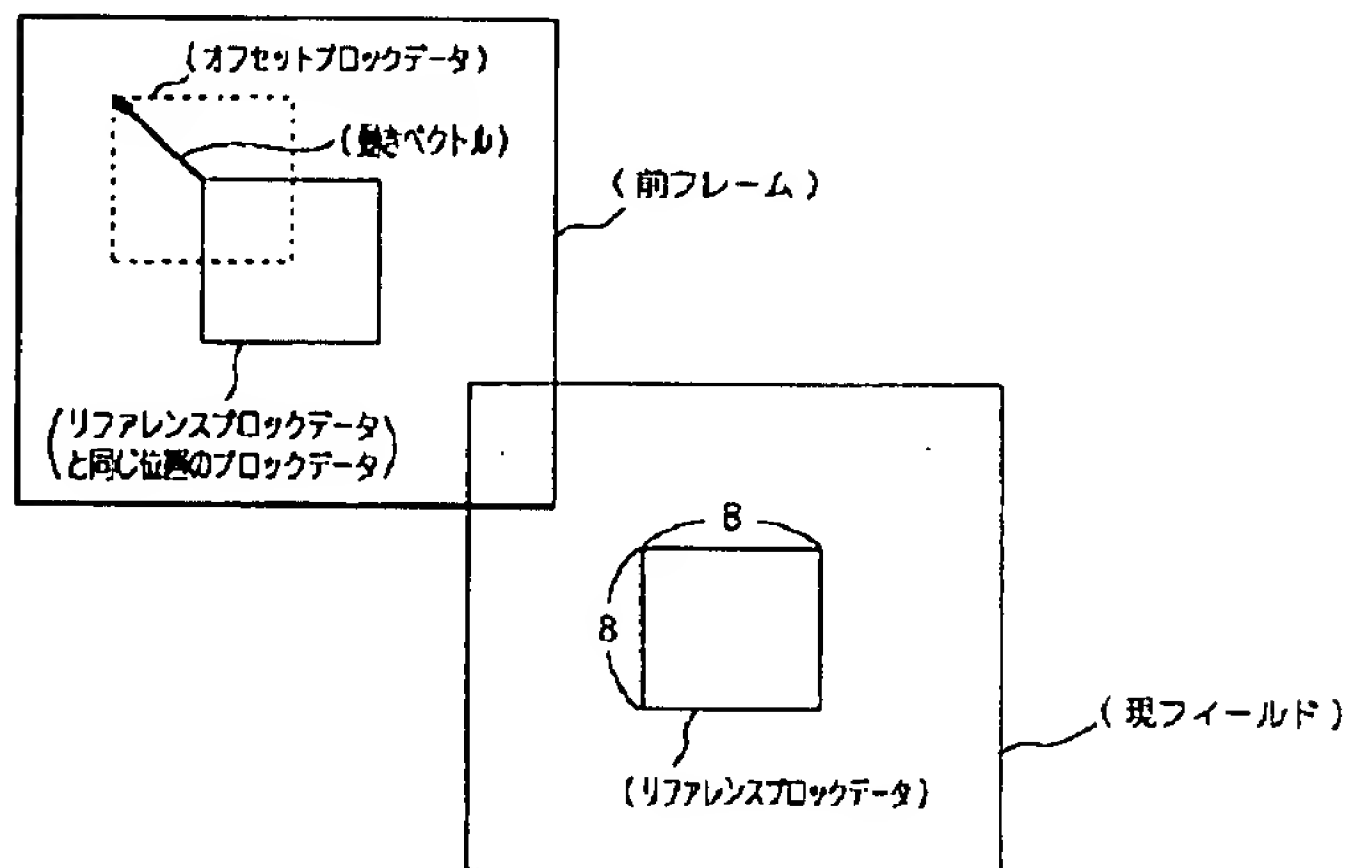 (オフセットブロックデータ)
(動きベクトル)
(前フレーム)
(リファレンスブロックデータ
と同じ位置のブロックデータ)
8
8
(現フィールド)
(リファレンスブロックデータ)